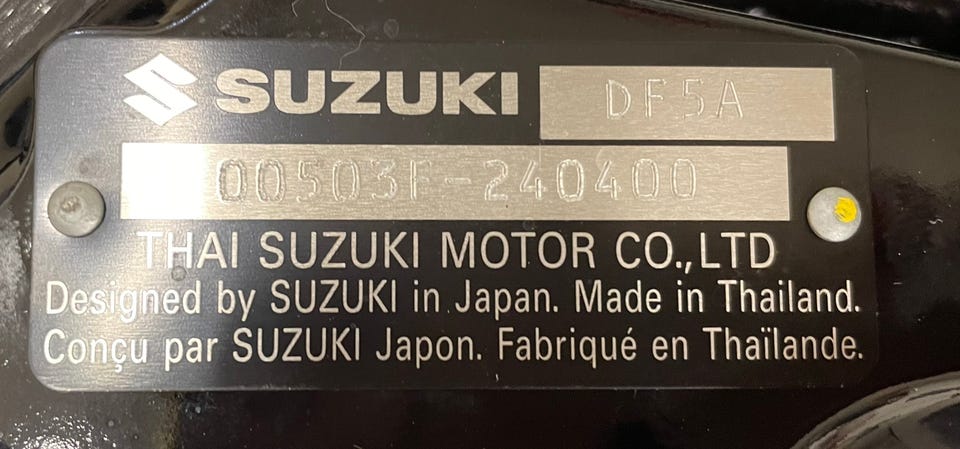 SUZUKI DF5A
00503F-240400
THAI SUZUKI MOTOR CO.,LTD
Designed by SUZUKI in Japan. Made in Thailand.
Conçu par SUZUKI Japon. Fabriqué en Thaïlande.